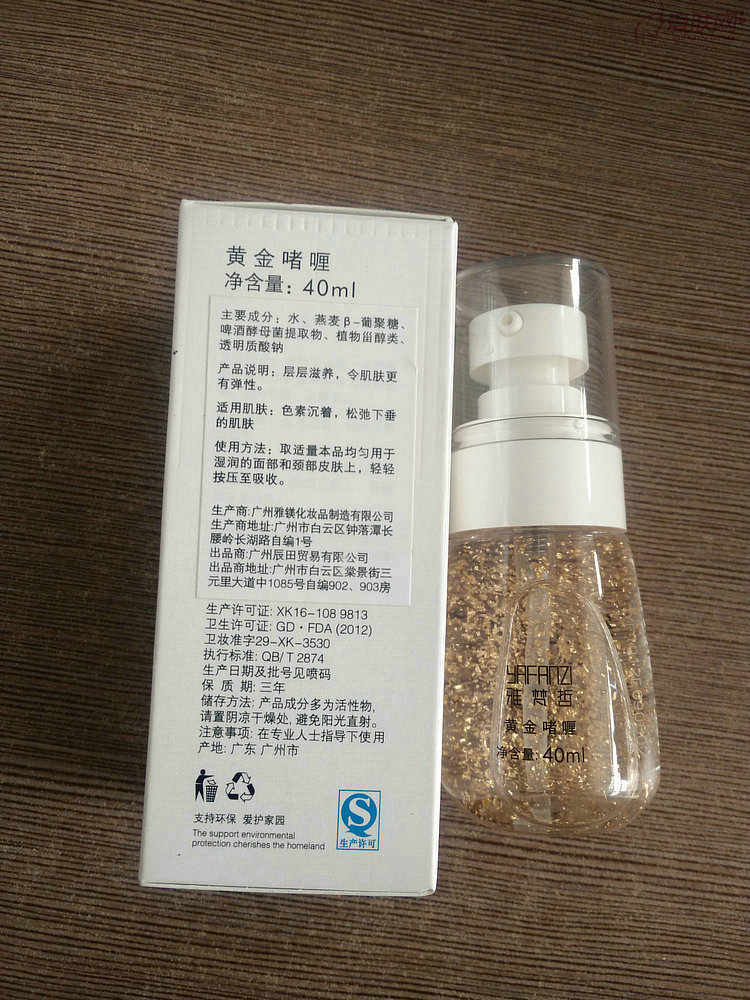 爱肤网
黄金啫喱
净含量: 40ml
主要成分：水、燕麦β-葡聚糖、
啤酒酵母菌提取物、植物甾醇类、
透明质酸钠
产品说明：层层滋养，令肌肤更
有弹性。
适用肌肤：色素沉着，松弛下垂
的肌肤
使用方法：取适量本品均匀用于
湿润的面部和颈部皮肤上，轻轻
按压至吸收。
生产商:广州雅镁化妆品制造有限公司
生产商地址:广州市白云区钟落潭长
腰岭长湖路自编1号
出品商:广州辰田贸易有限公司
出品商地址:广州市白云区棠景街三
元里大道中1085号自编902、903房
生产许可证: XK16-108 9813
卫生许可证: GD·FDA (2012)
卫妆准字29-XK-3530
执行标准: QB/T 2874
生产日期及批号见喷码
保 质 期: 三年
储存方法: 产品成分多为活性物,
请置阴凉干燥处, 避免阳光直射。
注意事项: 在专业人士指导下使用
产地: 广东 广州市
支持环保 爱护家园
The support environmental
protection cherishes the homeland
S
生产许可
YAFANZI
雅梵哲
黄金啫喱
净含量: 40ml